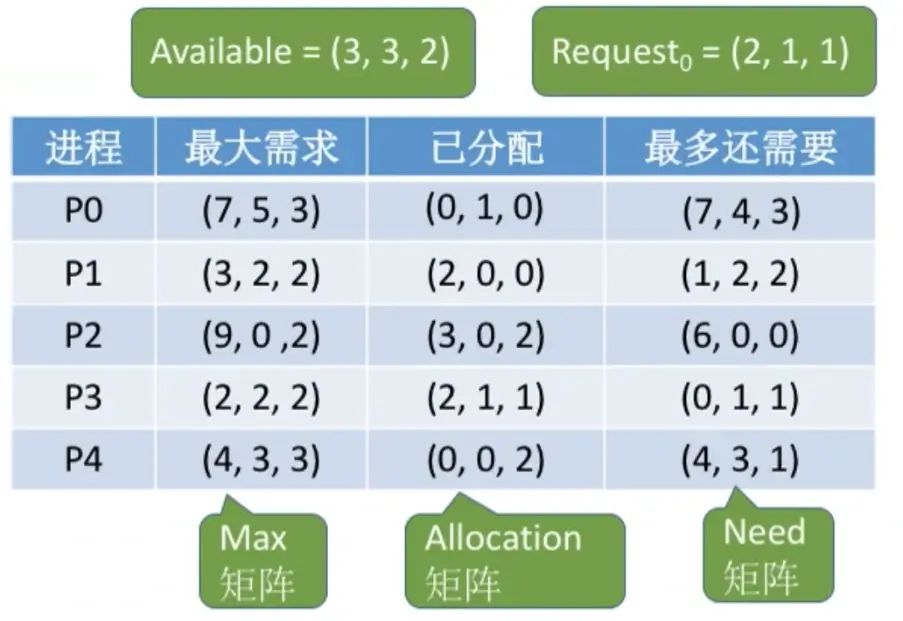 Available = (3, 3, 2) Request₀ = (2, 1, 1)
进程 最大需求 已分配 最多还需要
P0 (7, 5, 3) (0, 1, 0) (7, 4, 3)
P1 (3, 2, 2) (2, 0, 0) (1, 2, 2)
P2 (9, 0 ,2) (3, 0, 2) (6, 0, 0)
P3 (2, 2, 2) (2, 1, 1) (0, 1, 1)
P4 (4, 3, 3) (0, 0, 2) (4, 3, 1)
Max
矩阵
Allocation
矩阵
Need
矩阵